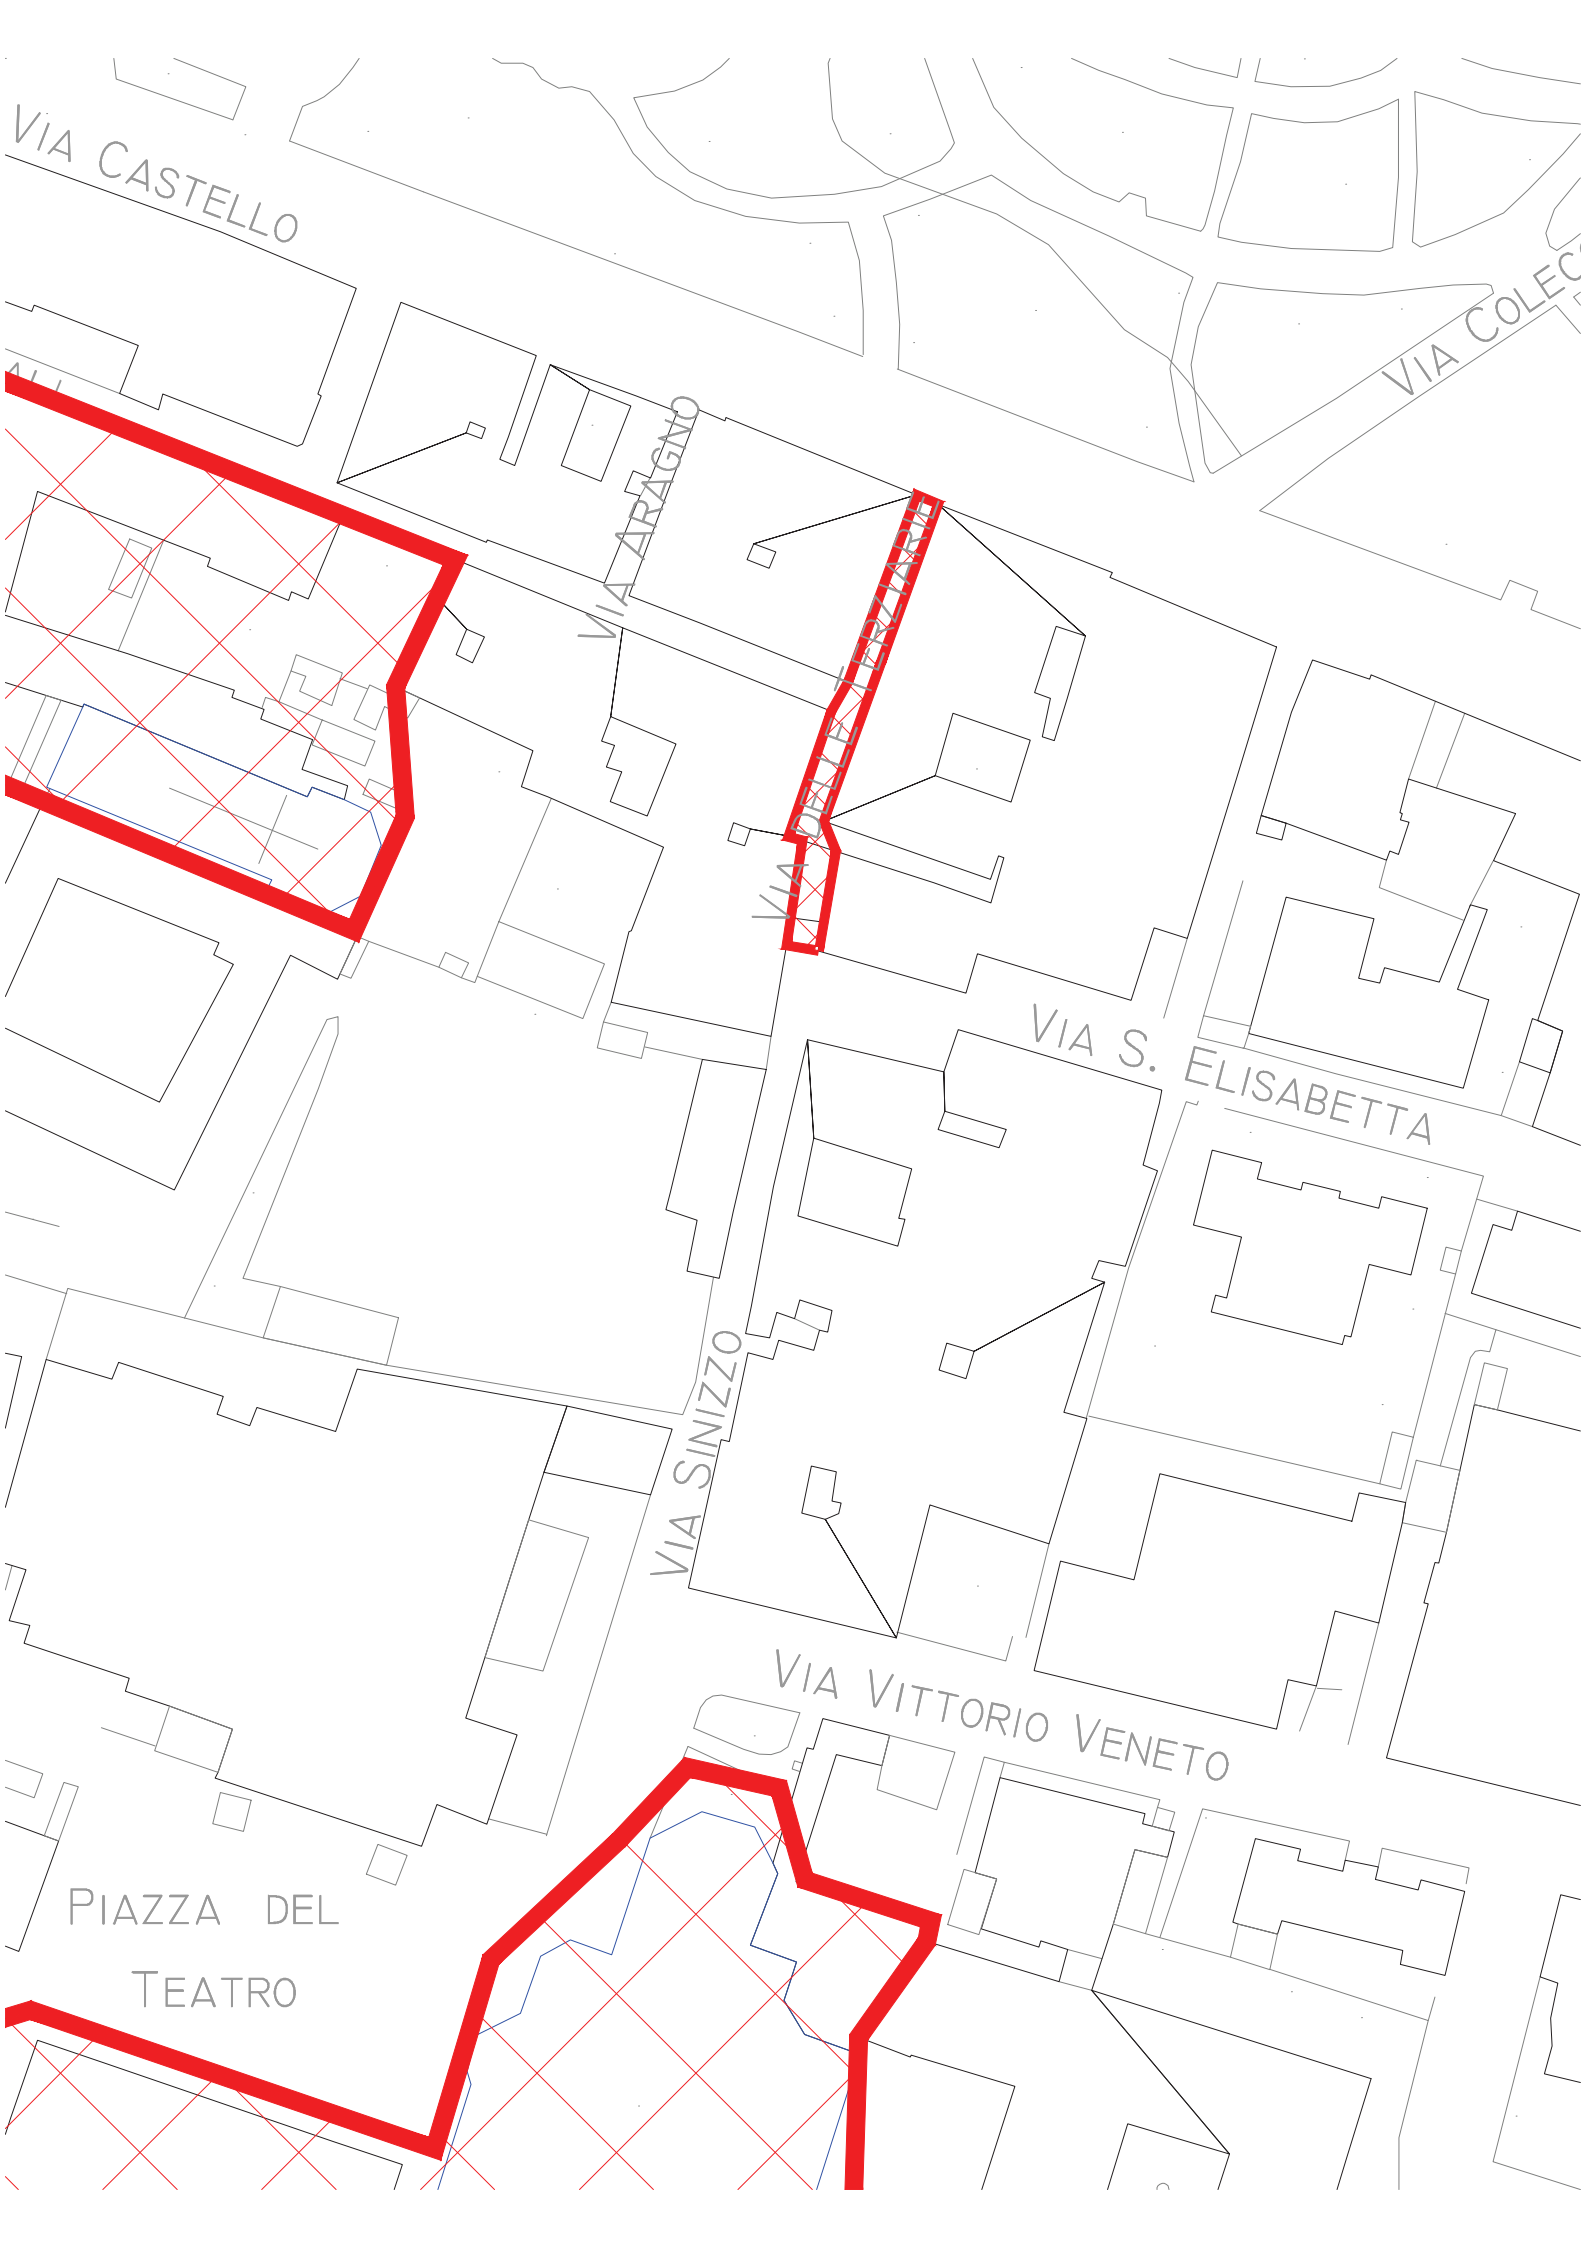 VIA CASTELLO
VIA COLEC
VIA ARAGNO
VIA DELLE TERZIARIE
VIA S. ELISABETTA
VIA SINIZZO
VIA VITTORIO VENETO
PIAZZA DEL
TEATRO